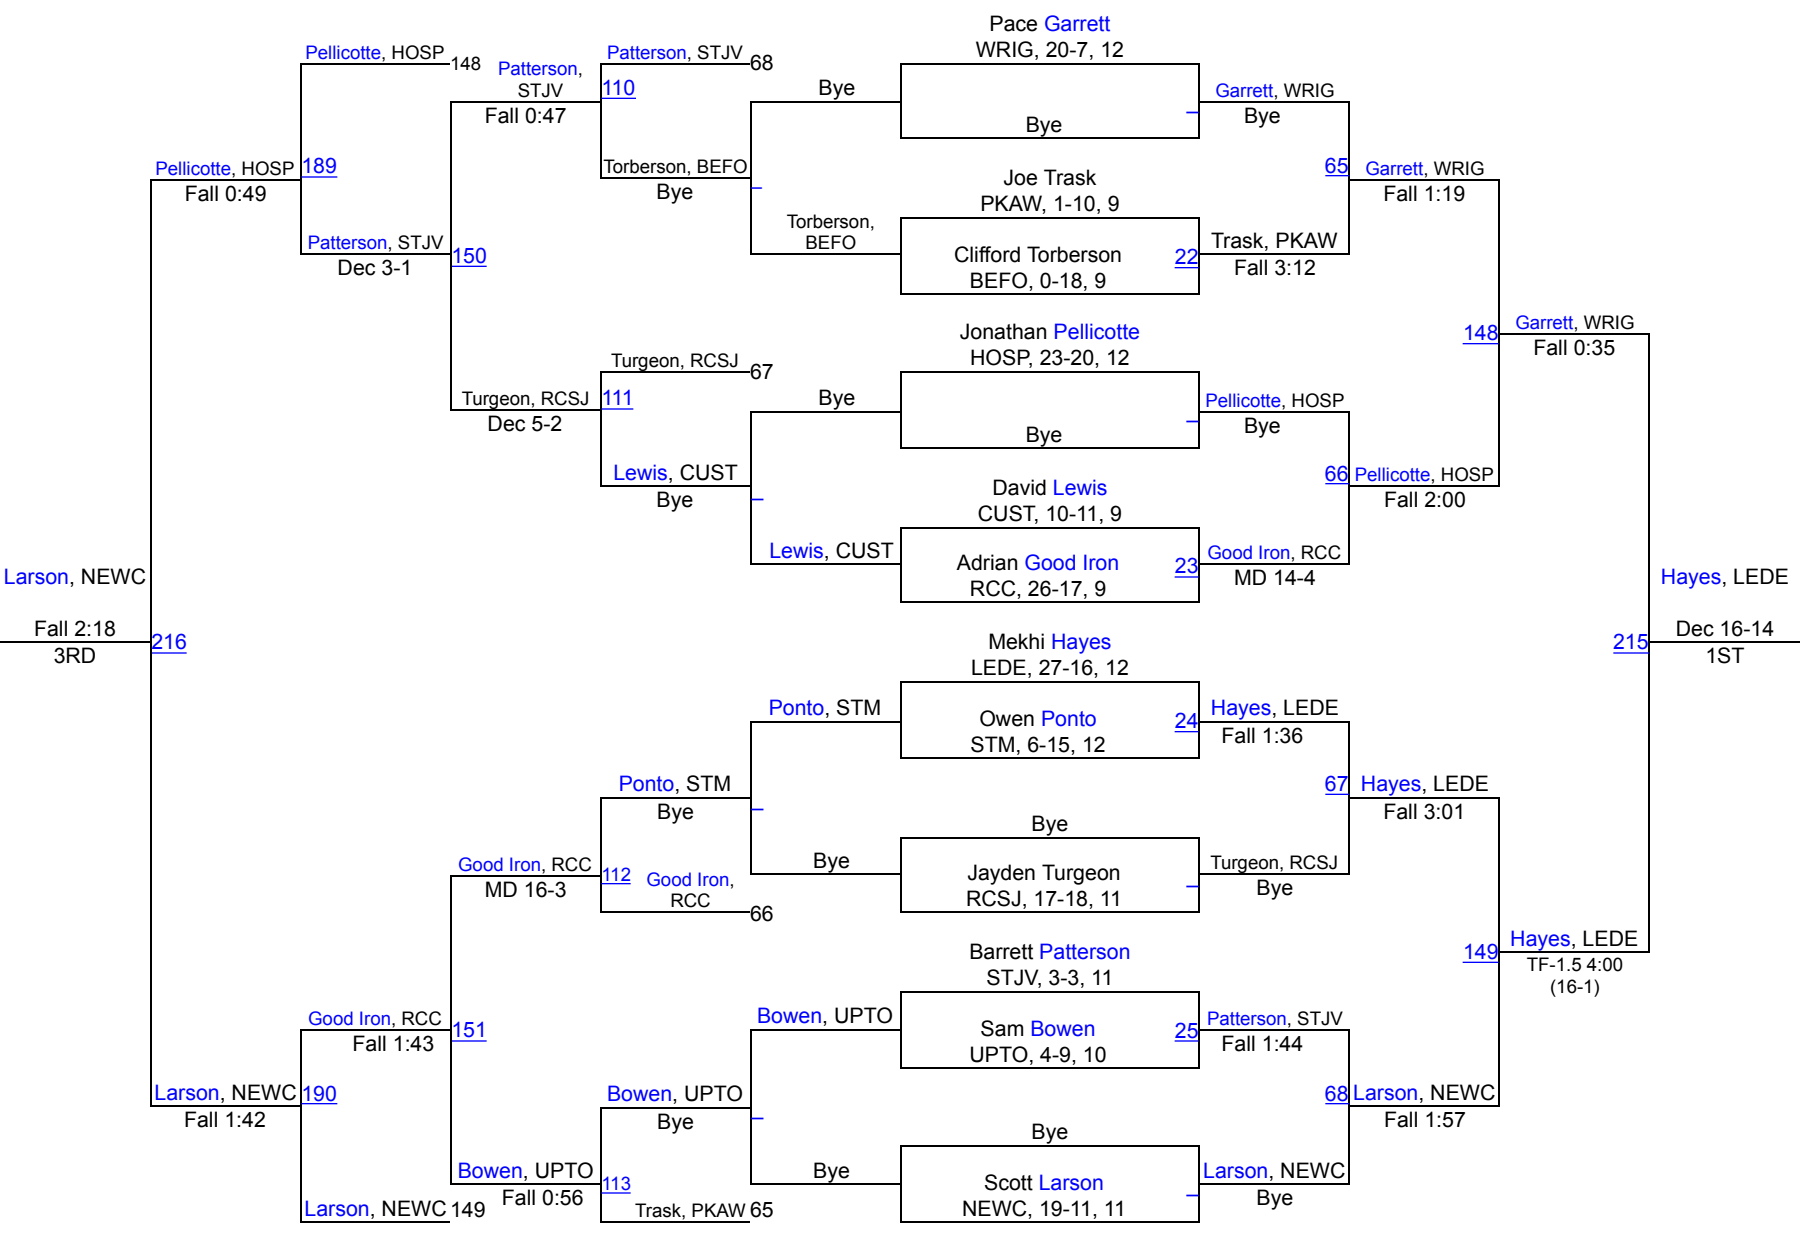 Pellicotte, HOSP
148
Pellicotte, HOSP
189
Fall 0:49
Patterson, STJV
Dec 3-1
Patterson,
STJV
Fall 0:47
150
Turgeon, RCSJ
Dec 5-2
Patterson, STJV
68
110
Torberson, BEFO
Bye
Turgeon, RCSJ
67
111
Lewis, CUST
Bye
Bye
Torberson,
BEFO
Bye
Lewis, CUST
Pace Garrett
WRIG, 20-7, 12
Bye
Joe Trask
PKAW, 1-10, 9
Clifford Torberson
BEFO, 0-18, 9
22
Jonathan Pellicotte
HOSP, 23-20, 12
Bye
David Lewis
CUST, 10-11, 9
Adrian Good Iron
RCC, 26-17, 9
23
Garrett, WRIG
Bye
65
Trask, PKAW
Fall 3:12
Garrett, WRIG
Fall 1:19
Pellicotte, HOSP
Bye
66
Good Iron, RCC
MD 14-4
Pellicotte, HOSP
Fall 2:00
148
Garrett, WRIG
Fall 0:35
Larson, NEWC
Fall 2:18
3RD
216
Hayes, LEDE
215
Dec 16-14
1ST
Mekhi Hayes
LEDE, 27-16, 12
Owen Ponto
STM, 6-15, 12
24
Bye
Jayden Turgeon
RCSJ, 17-18, 11
Barrett Patterson
STJV, 3-3, 11
Sam Bowen
UPTO, 4-9, 10
25
Bye
Scott Larson
NEWC, 19-11, 11
Ponto, STM
Ponto, STM
Bye
Bye
Good Iron, RCC
MD 16-3
112
Good Iron,
RCC
66
Good Iron, RCC
Fall 1:43
151
Bowen, UPTO
Bowen, UPTO
Bye
Bye
Larson, NEWC
190
Fall 1:42
Bowen, UPTO
Fall 0:56
113
Trask, PKAW
65
Larson, NEWC
149
Hayes, LEDE
Fall 1:36
67
Hayes, LEDE
Fall 3:01
Turgeon, RCSJ
Bye
149
Hayes, LEDE
TF-1.5 4:00
(16-1)
Patterson, STJV
Fall 1:44
68
Larson, NEWC
Fall 1:57
Larson, NEWC
Bye